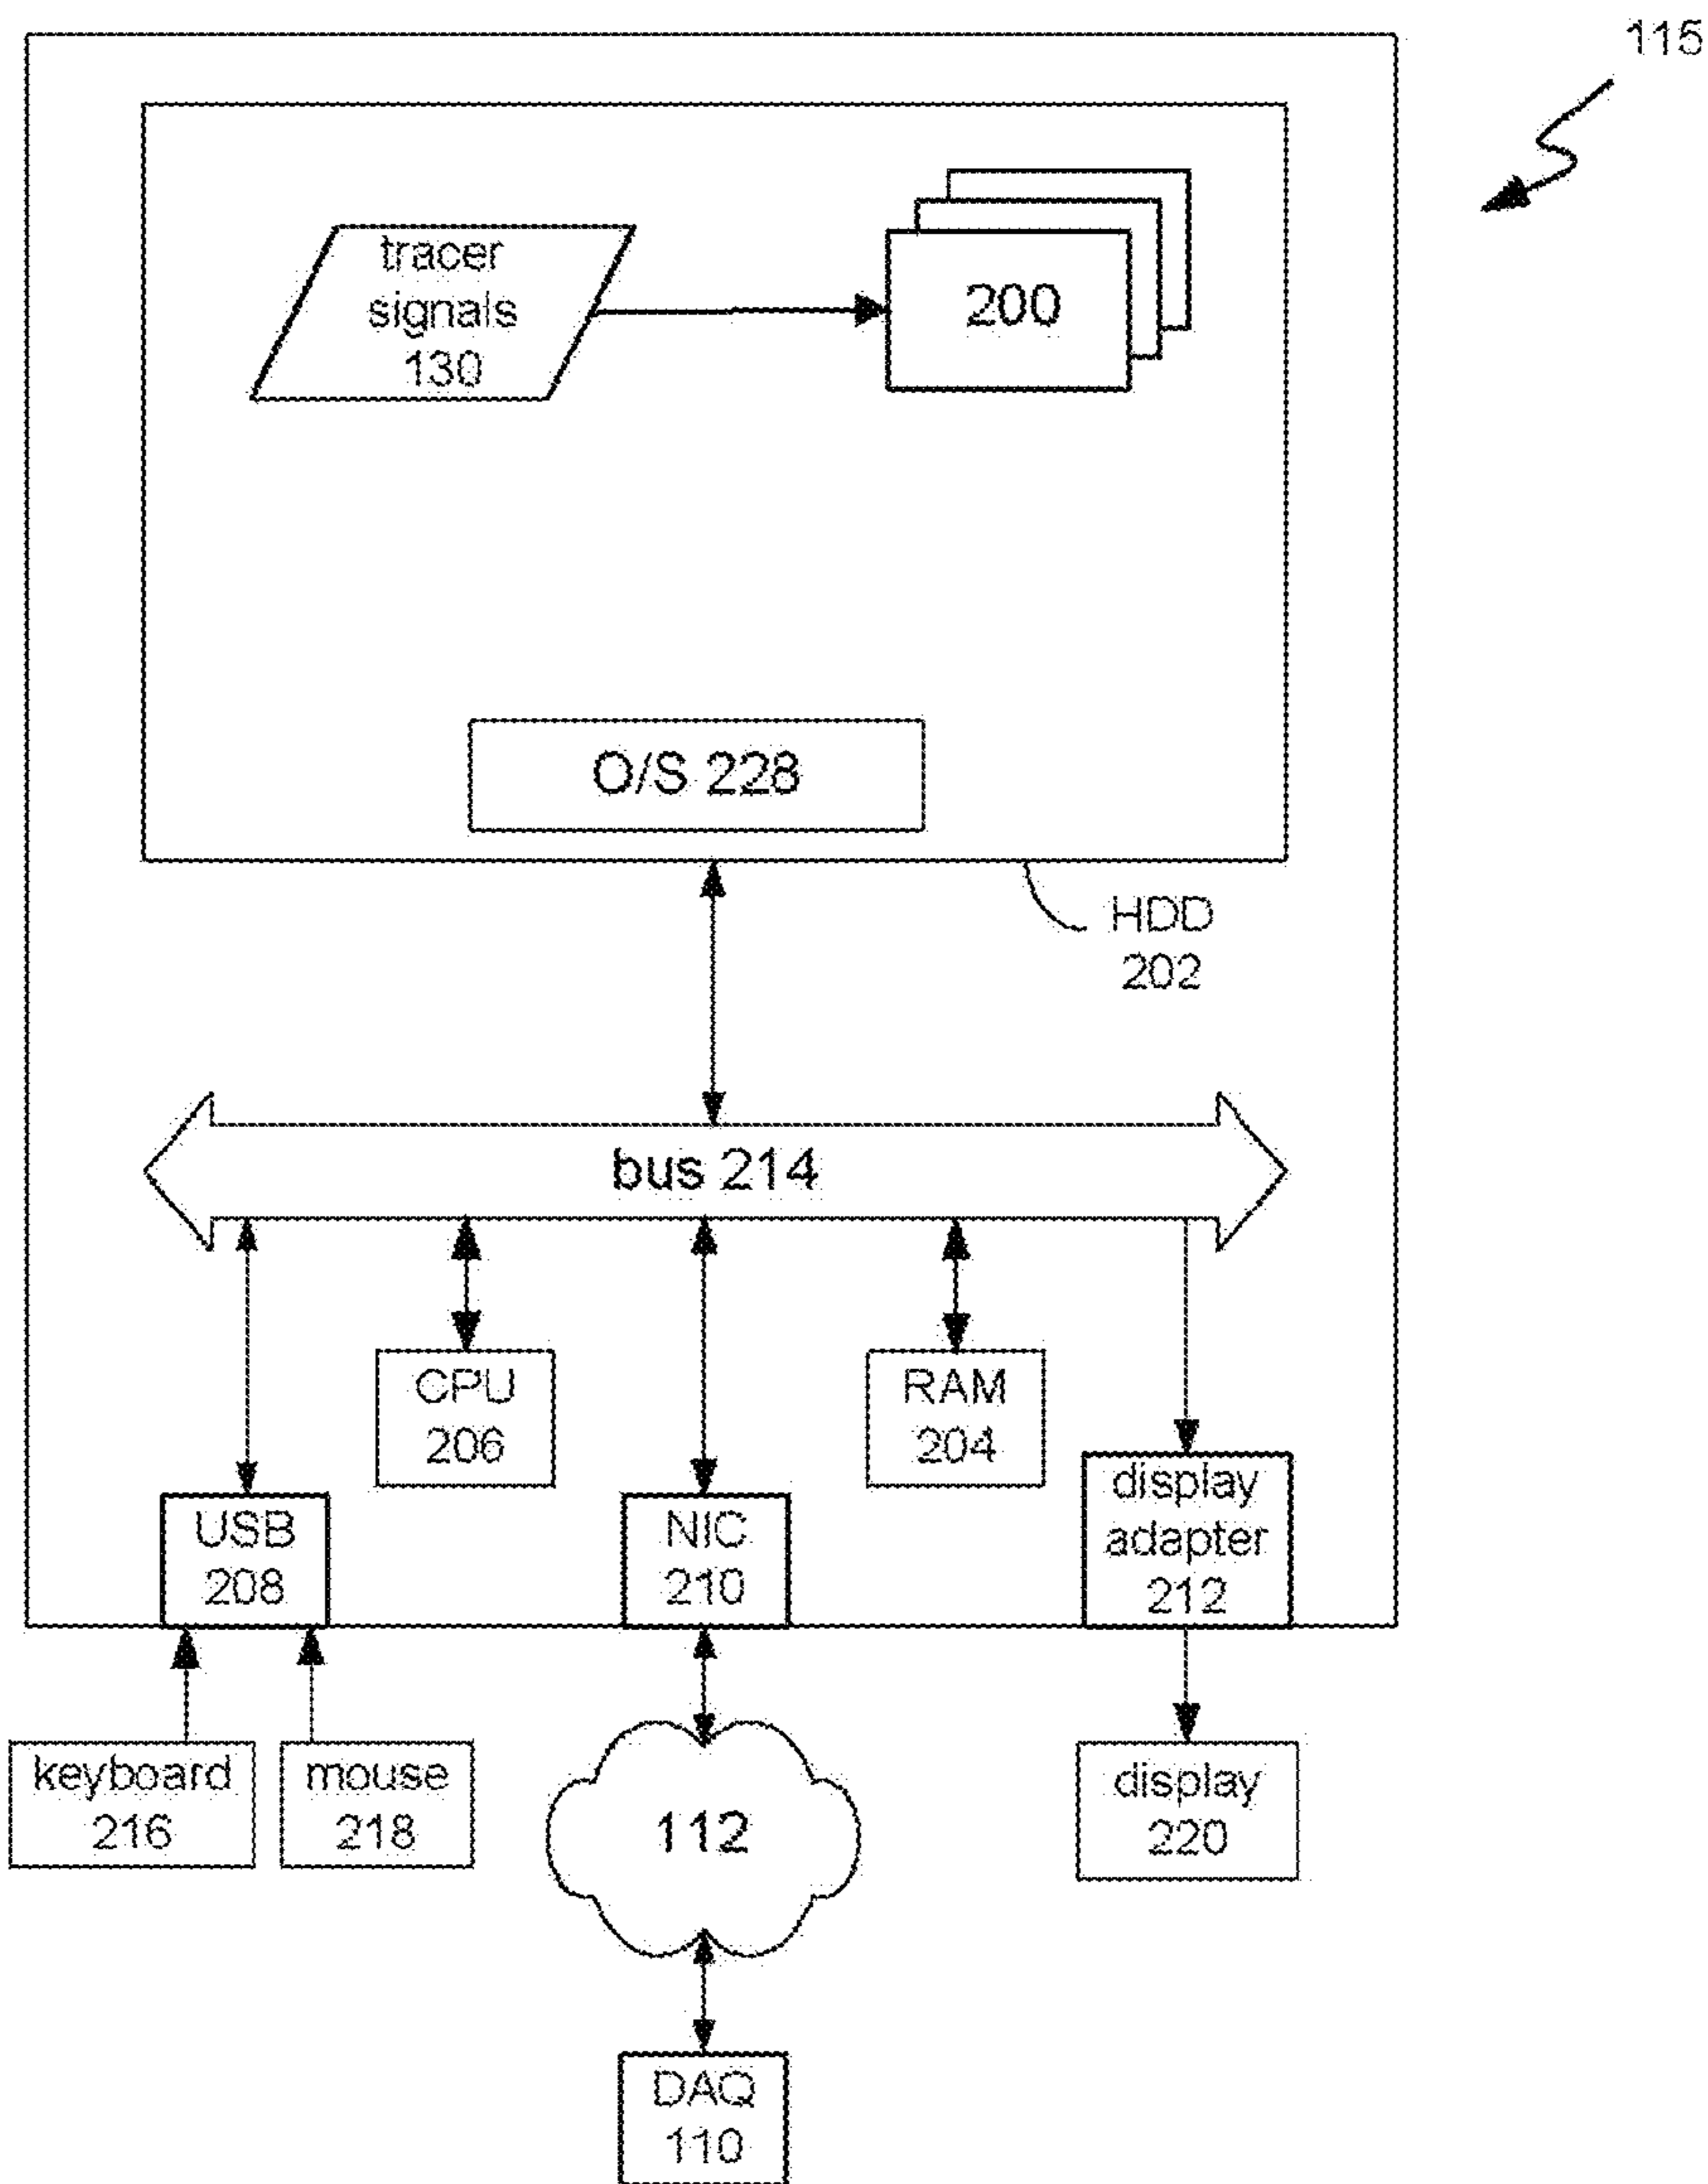 115
tracer
signals
130
200
O/S 228
HDD
202
bus 214
CPU
206
RAM
204
USB
208
NIC
210
display
adapter
212
keyboard
216
mouse
218
112
display
220
DAQ
110